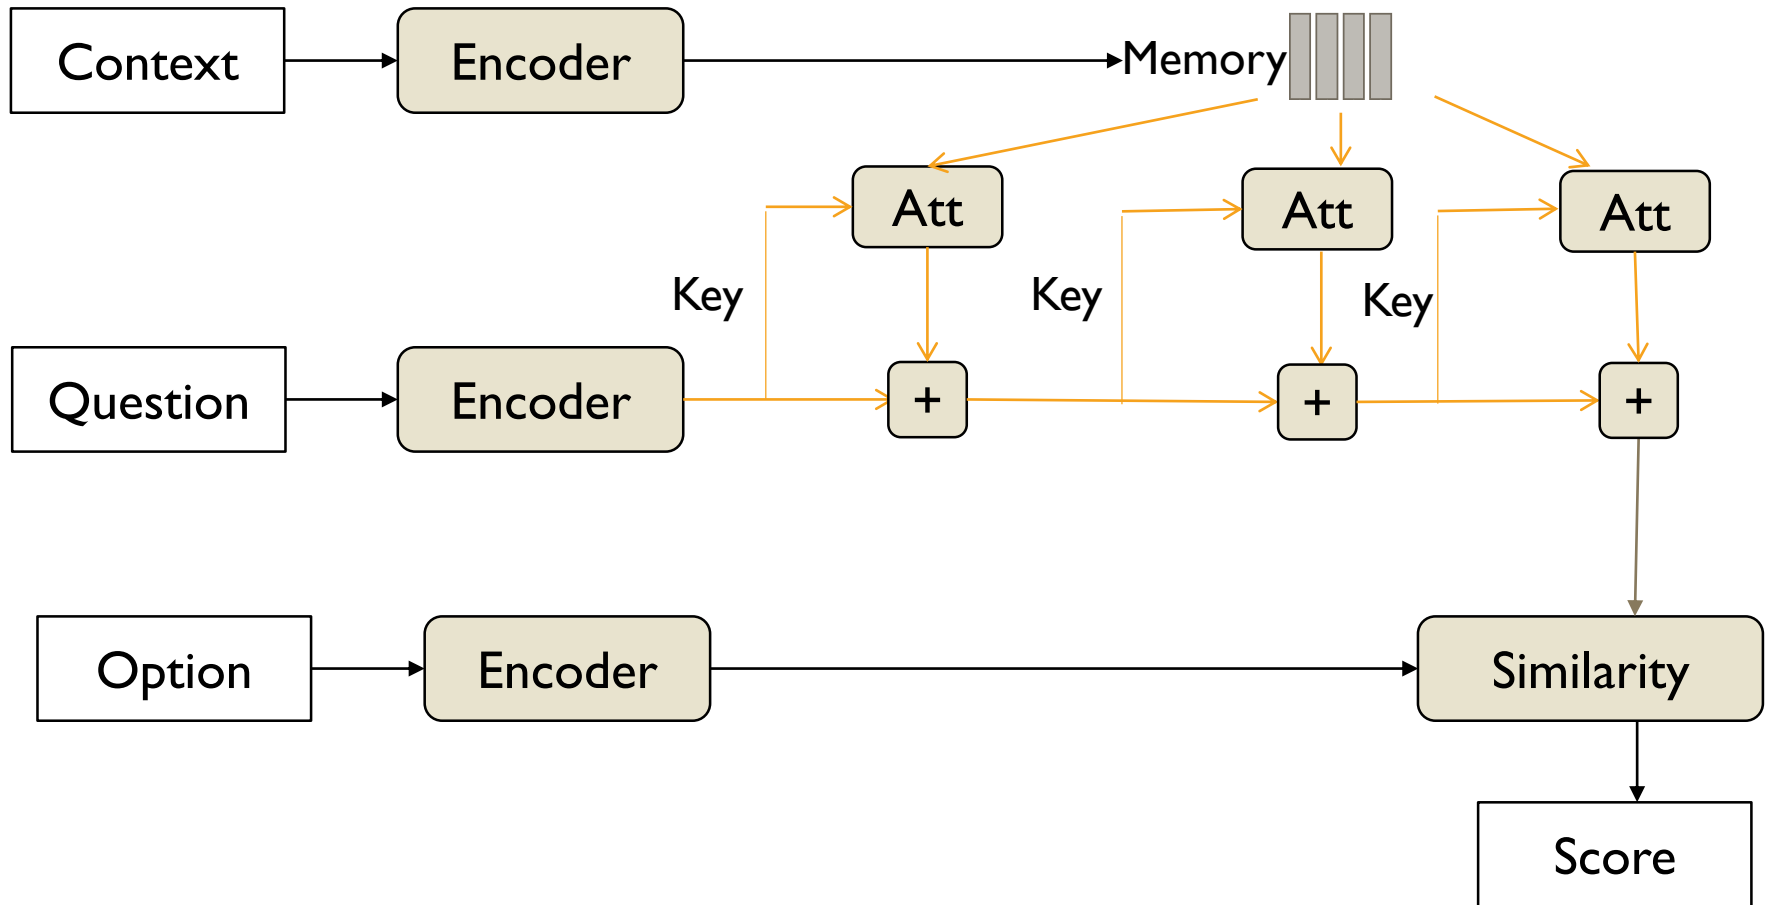 Context
Encoder
Memory
Att
Att
Att
Key
Key
Key
Question
Encoder
+
+
+
Option
Encoder
Similarity
Score